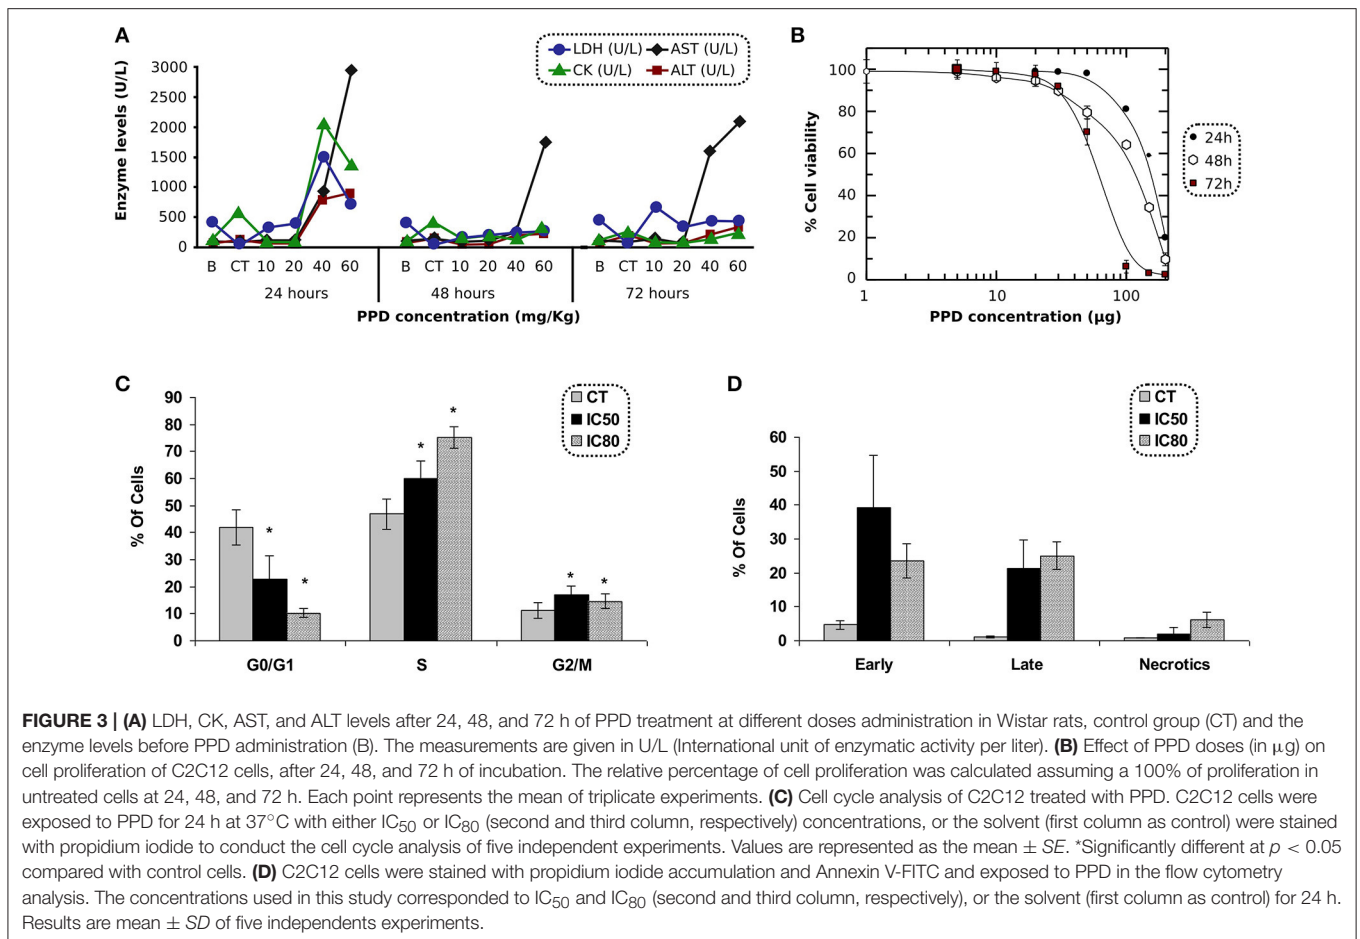 A
LDH (U/L) AST (U/L)
CK (U/L) ALT (U/L)
Enzyme levels (U/L)
3000
2500
2000
1500
1000
500
0
B CT 10 20 40 60 B CT 10 20 40 60 B CT 10 20 40 60
24 hours 48 hours 72 hours
PPD concentration (mg/Kg)
B
% Cell viability
100
80
60
40
20
0
1 10 100
PPD concentration (µg)
24h
48h
72h
C
CT
IC50
IC80
% Of Cells
90
80
70
60
50
40
30
20
10
0
* * * * * *
G0/G1 S G2/M
D
CT
IC50
IC80
% Of Cells
60
50
40
30
20
10
0
Early Late Necrotics
FIGURE 3 | (A) LDH, CK, AST, and ALT levels after 24, 48, and 72 h of PPD treatment at different doses administration in Wistar rats, control group (CT) and the
enzyme levels before PPD administration (B). The measurements are given in U/L (International unit of enzymatic activity per liter). (B) Effect of PPD doses (in µg) on
cell proliferation of C2C12 cells, after 24, 48, and 72 h of incubation. The relative percentage of cell proliferation was calculated assuming a 100% of proliferation in
untreated cells at 24, 48, and 72 h. Each point represents the mean of triplicate experiments. (C) Cell cycle analysis of C2C12 treated with PPD. C2C12 cells were
exposed to PPD for 24 h at 37°C with either IC50 or IC80 (second and third column, respectively) concentrations, or the solvent (first column as control) were stained
with propidium iodide to conduct the cell cycle analysis of five independent experiments. Values are represented as the mean ± SE. *Significantly different at p < 0.05
compared with control cells. (D) C2C12 cells were stained with propidium iodide accumulation and Annexin V-FITC and exposed to PPD in the flow cytometry
analysis. The concentrations used in this study corresponded to IC50 and IC80 (second and third column, respectively), or the solvent (first column as control) for 24 h.
Results are mean ± SD of five independents experiments.